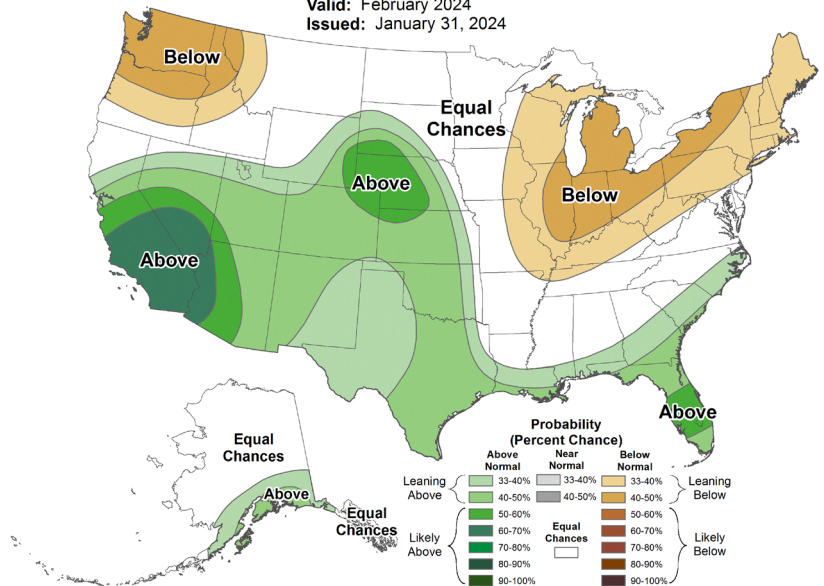 Valid: February 2024
Issued: January 31, 2024
Below
Equal
Chances
Above
Below
Above
Above
Equal
Chances
Above
Equal
Chances
Probability
(Percent Chance)
Above
Normal
Near
Normal
Below
Normal
Leaning
Above
33-40%
40-50%
33-40%
40-50%
33-40%
40-50%
Leaning
Below
Likely
Above
50-60%
60-70%
70-80%
80-90%
90-100%
Equal
Chances
50-60%
60-70%
70-80%
80-90%
90-100%
Likely
Below